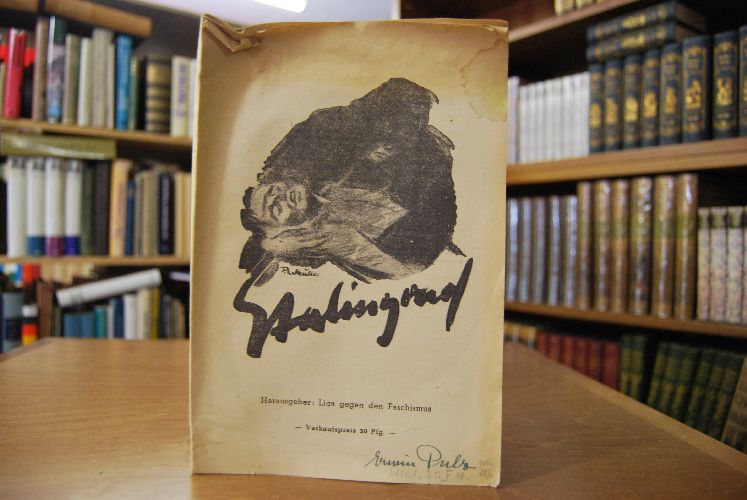 Stalingrad
Herausgeber: Liga gegen den Faschismus
— Verkaufspreis 30 Pfg. —
Erwin Pulz